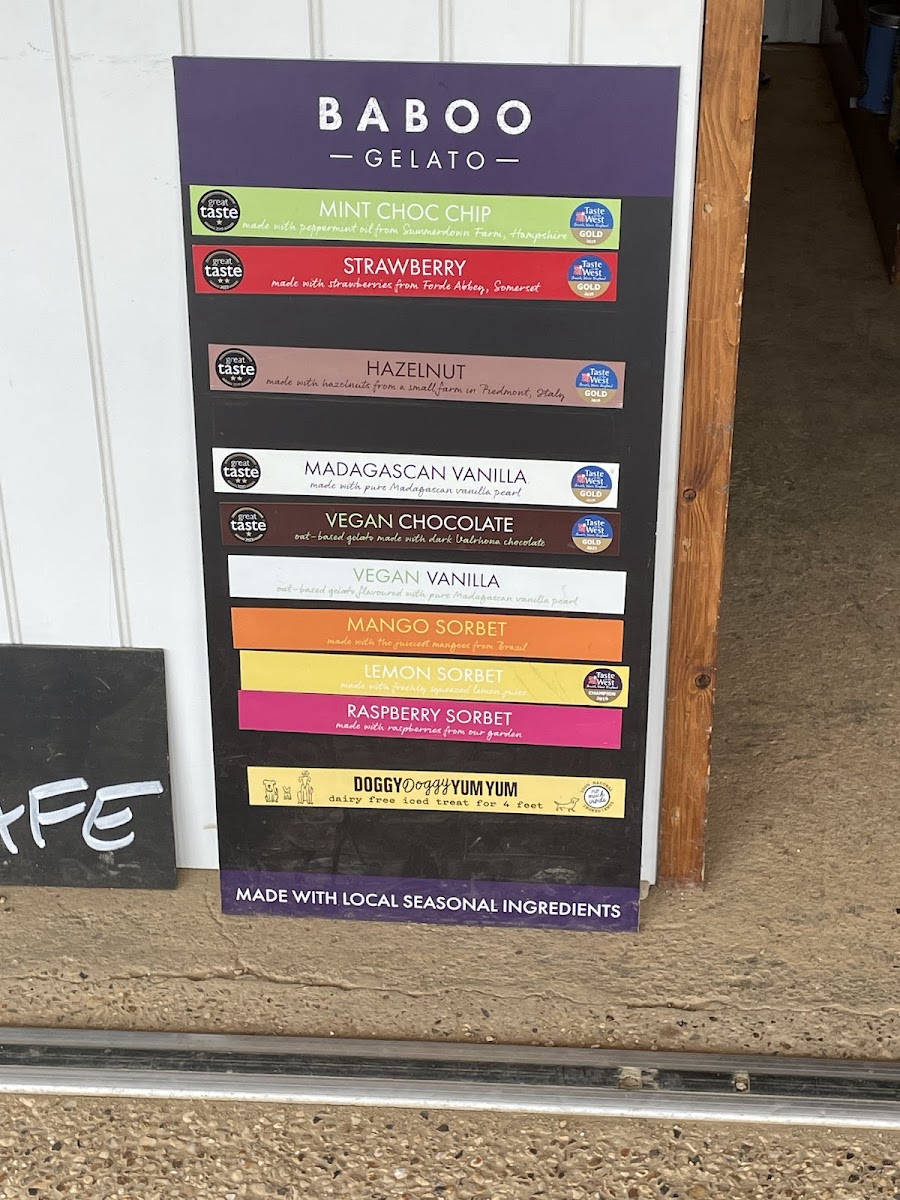 BABOO
GELATO
great
taste
MINT CHOC CHIP
made with peppermint oil from Summerdown Farm, Hampshire
Taste
of the
West
GOLD
great
taste
STRAWBERRY
made with strawberries from Forde Abbey, Somerset
Taste
of the
West
GOLD
great
taste
HAZELNUT
made with hazelnuts from a small farm in Piedmont, Italy
Taste
of the
West
GOLD
great
taste
MADAGASCAN VANILLA
made with pure Madagascan vanilla pearl
Taste
of the
West
GOLD
great
taste
VEGAN CHOCOLATE
oat-based gelato made with dark Valrhona chocolate
Taste
of the
West
GOLD
VEGAN VANILLA
oat-based gelato flavoured with pure Madagascan vanilla pearl
MANGO SORBET
made with the juiciest mangoes from Brazil
LEMON SORBET
made with freshly squeezed lemon juice
Taste
of the
West
CHAMPION
RASPBERRY SORBET
made with raspberries from our garden
DOGGY Doggy YUM YUM
dairy free iced treat for 4 feet
no
much
MADE WITH LOCAL SEASONAL INGREDIENTS
AFE